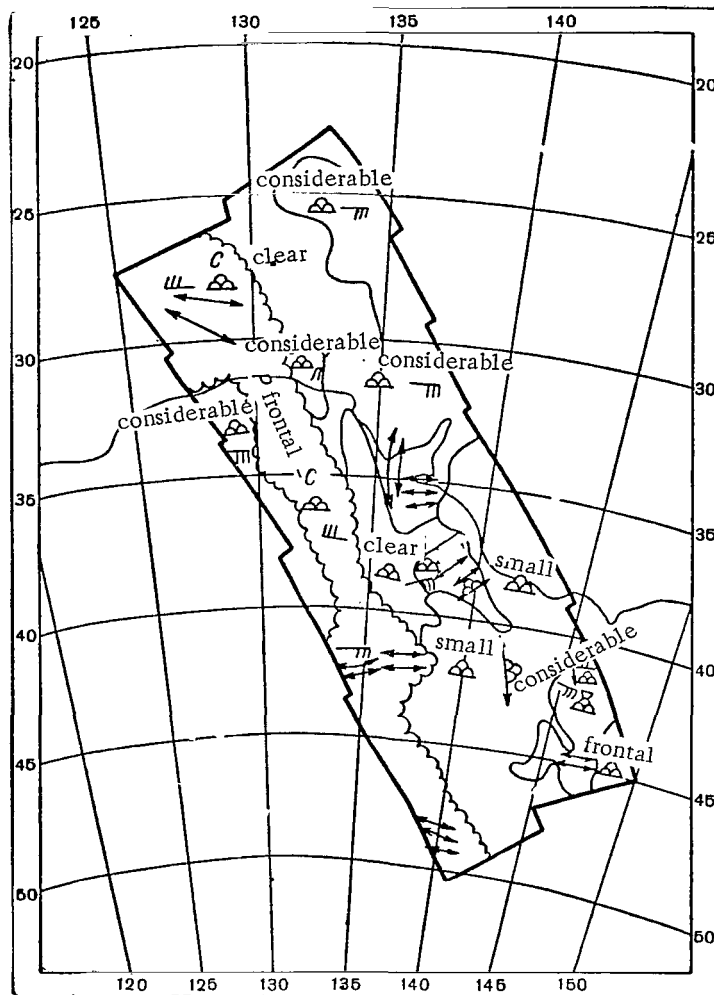 125 130 135 140
20
20
considerable
25
25
C clear
30
considerable
considerable
30
considerable
frontal
35
C
35
clear
small
40
small
considerable
40
frontal
45
45
50
50
120 125 130 135 140 145 150